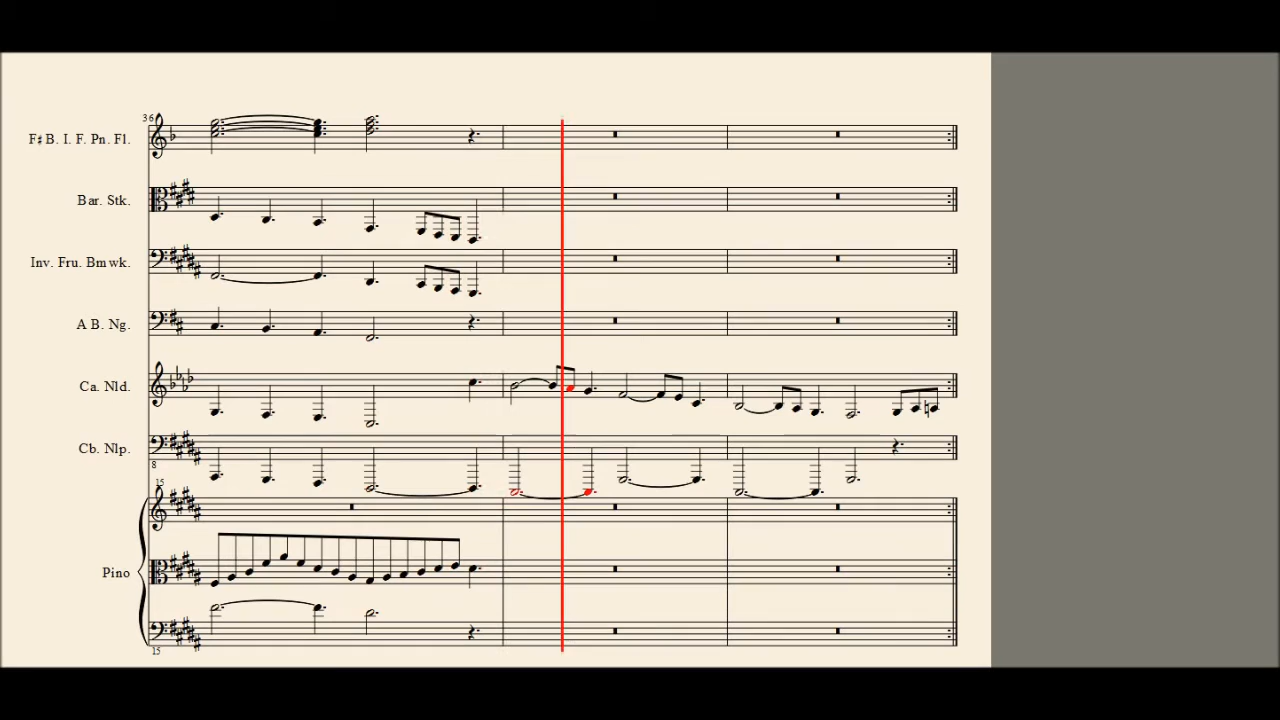 36
F♯ B. I. F. Pn. Fl.
Bar. Stk.
Inv. Fru. Bmwk.
A B. Ng.
Ca. Nld.
Cb. Nlp.
8
15
Pino
15